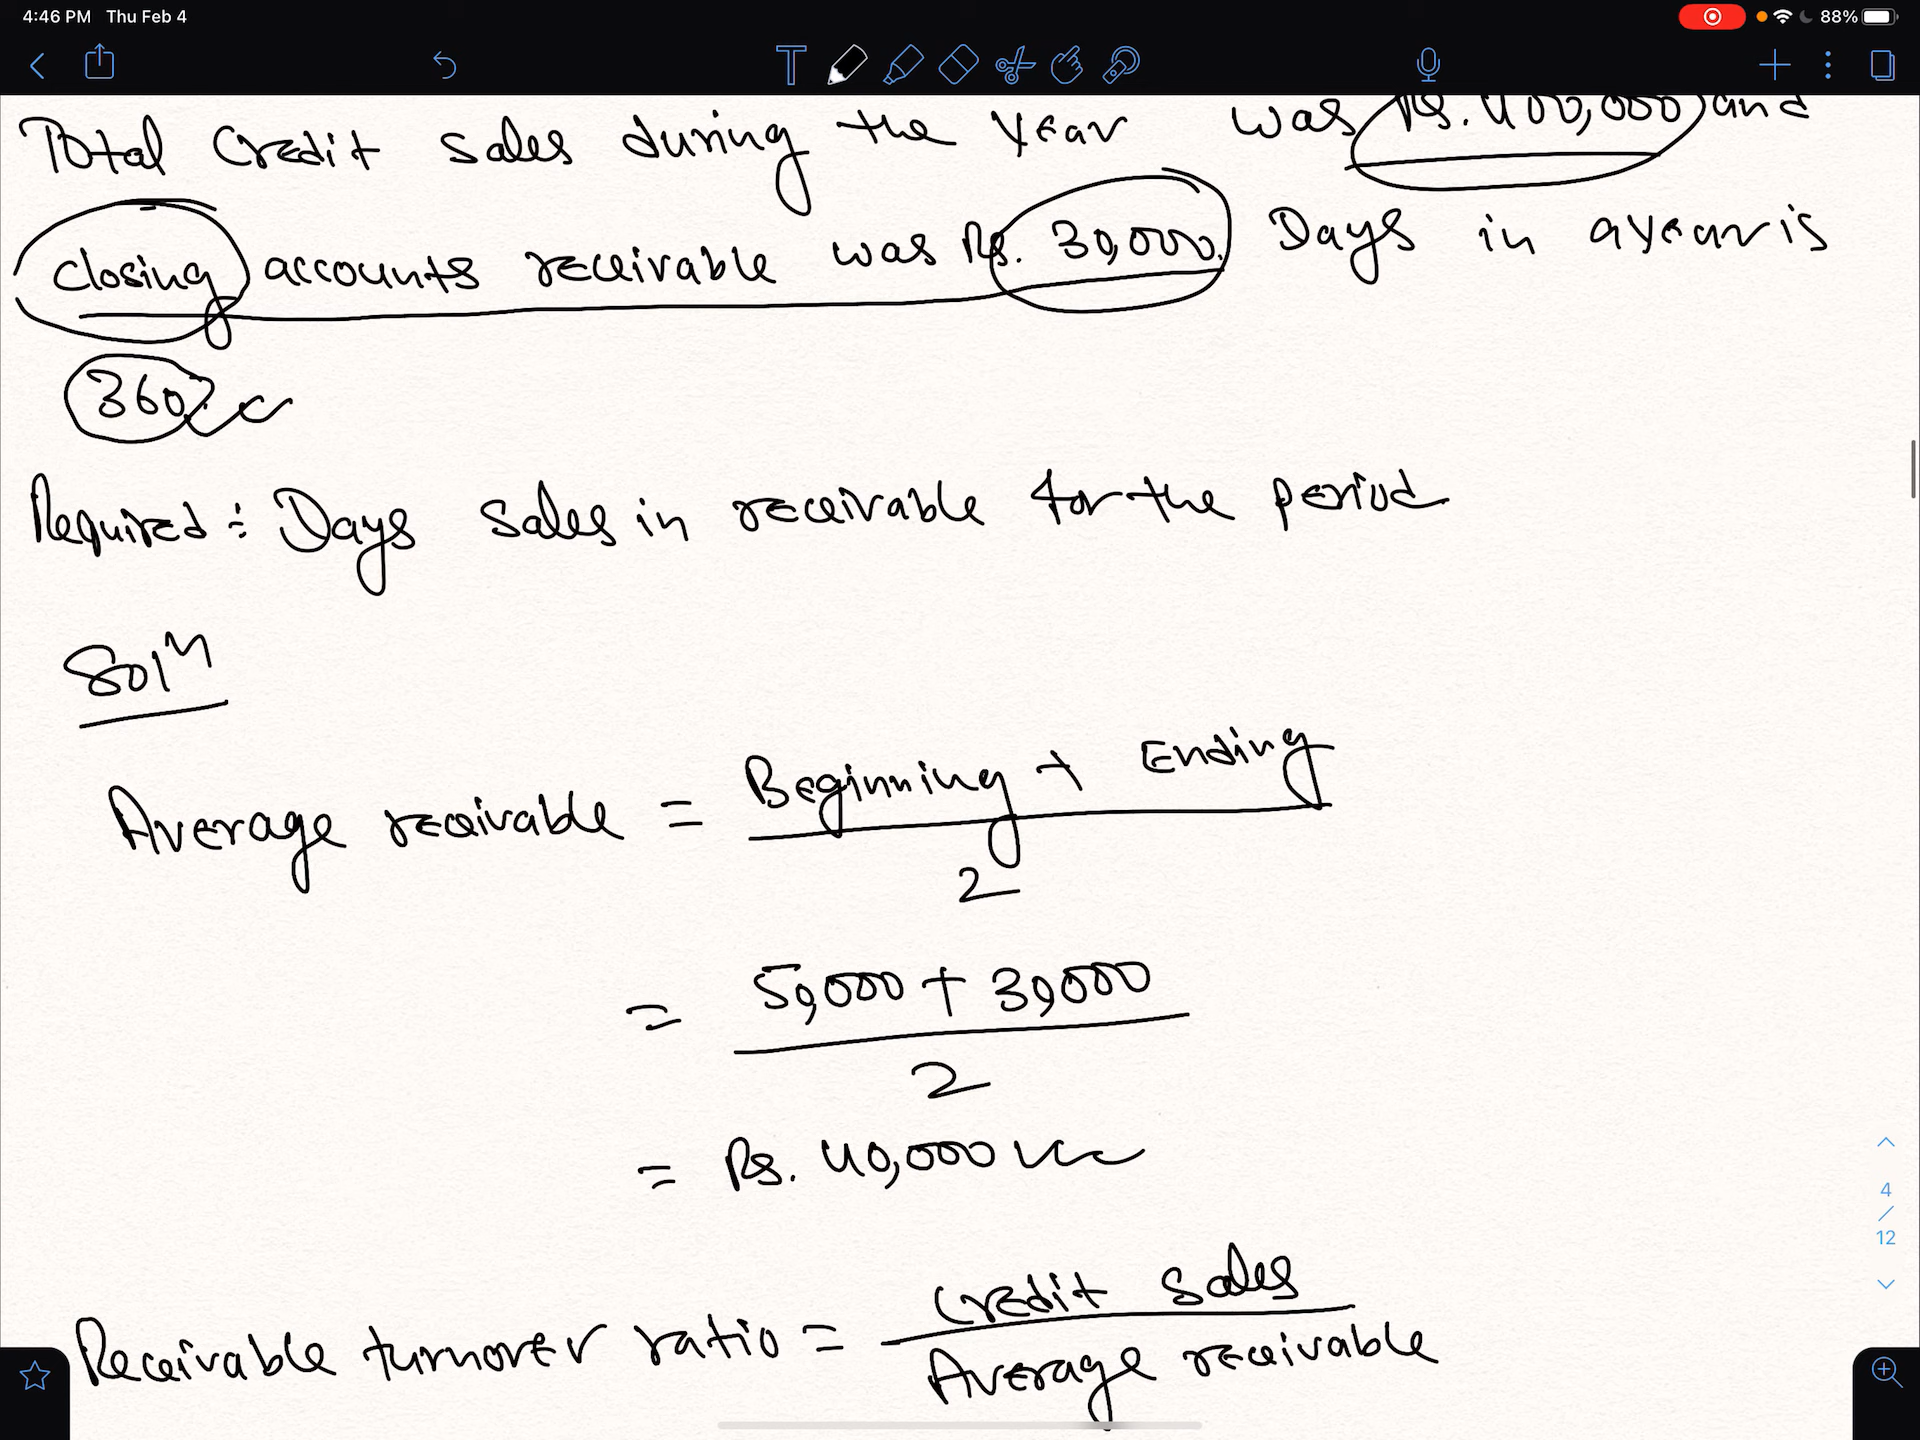 4:46 PM Thu Feb 4
88%
Total Credit sales during the Year was Rs. 400,000 and
closing accounts receivable was Rs. 30,000. Days in a year is
360.
Required: Days sales in receivable for the period
Solⁿ
Average receivable = Beginning + Ending
2
= 50,000 + 30,000
2
= Rs. 40,000
Receivable turnover ratio = Credit sales
Average receivable
4
/
12